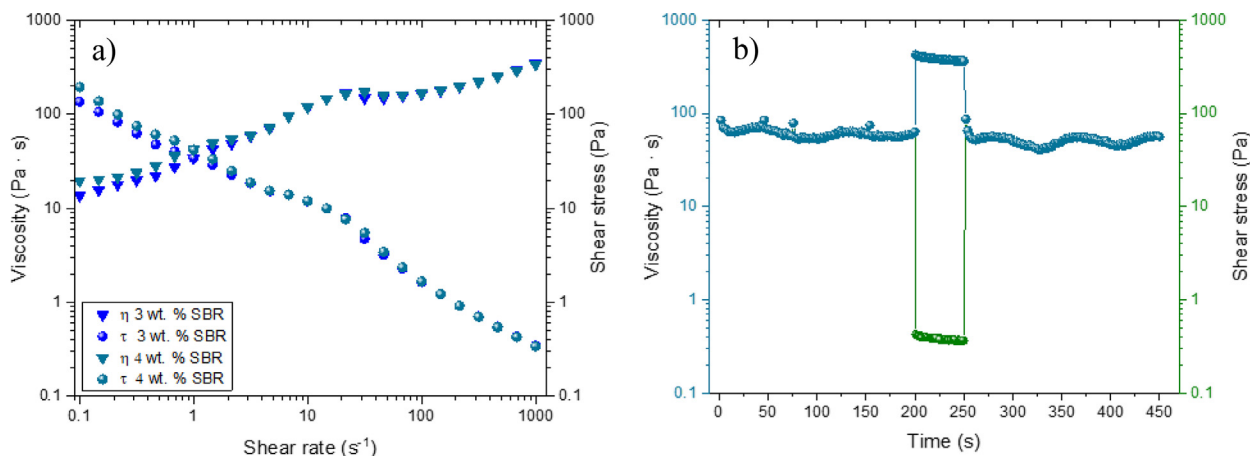 a)
1000
100
10
1
0.1
Viscosity (Pa · s)
η 3 wt. % SBR
τ 3 wt. % SBR
η 4 wt. % SBR
τ 4 wt. % SBR
0.1 1 10 100 1000
Shear rate (s⁻¹)
1000
100
10
1
0.1
Shear stress (Pa)
b)
1000
100
10
1
0.1
Viscosity (Pa · s)
0 50 100 150 200 250 300 350 400 450
Time (s)
1000
100
10
1
0.1
Shear stress (Pa)